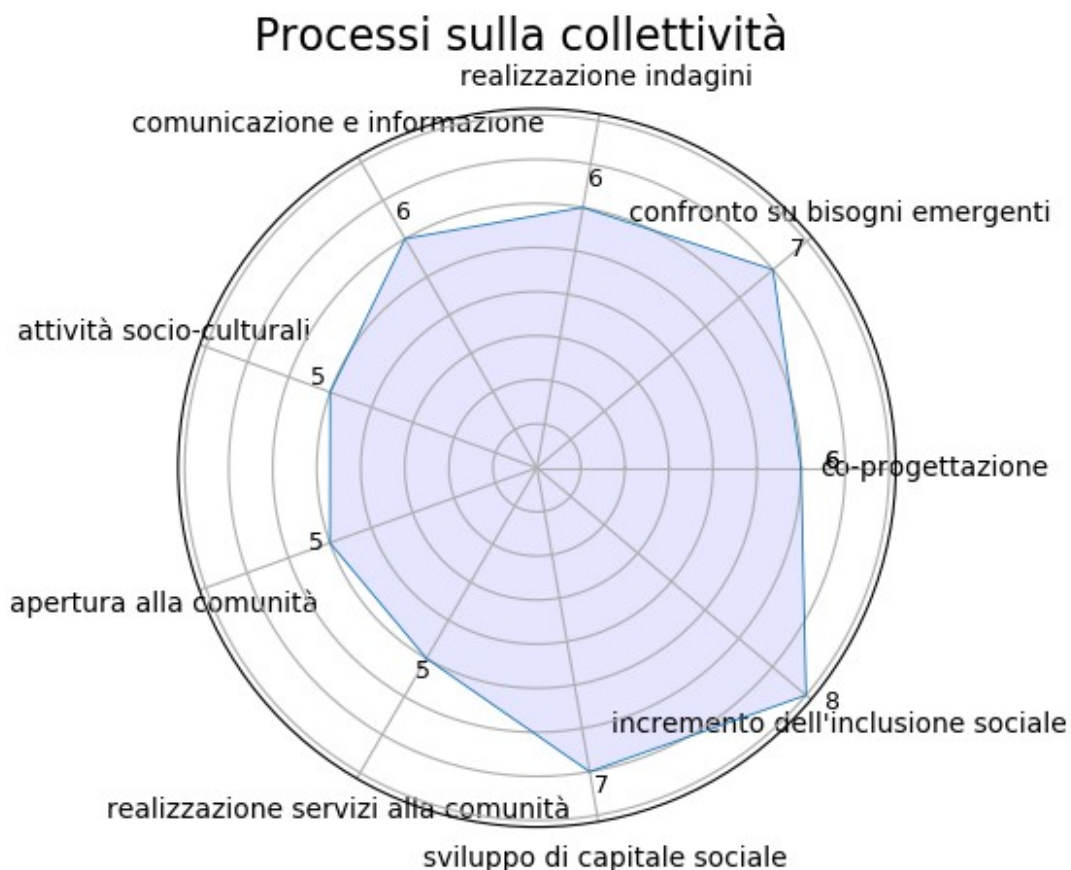 Processi sulla collettività
realizzazione indagini
comunicazione e informazione
6
6
confronto su bisogni emergenti
7
attività socio-culturali
5
6
co-progettazione
5
apertura alla comunità
5
8
incremento dell'inclusione sociale
7
realizzazione servizi alla comunità
sviluppo di capitale sociale